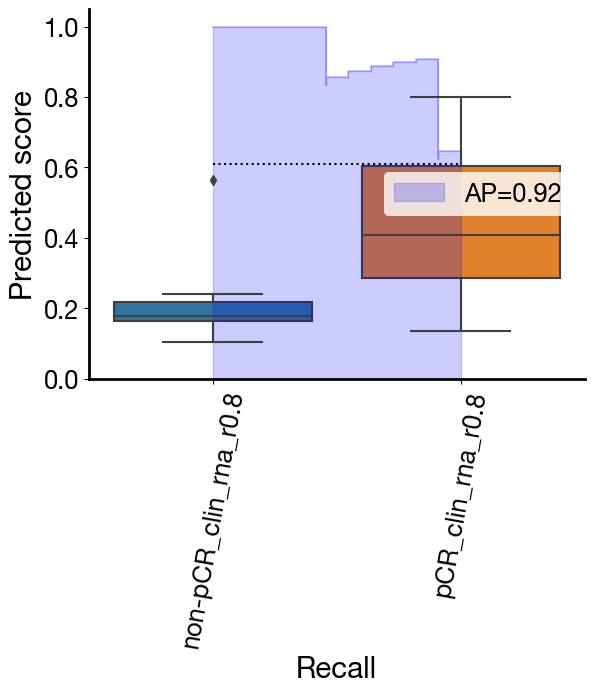 Predicted score
1.0
0.8
0.6
0.4
0.2
0.0
AP=0.92
non-pCR_clin_rna_r0.8
pCR_clin_rna_r0.8
Recall